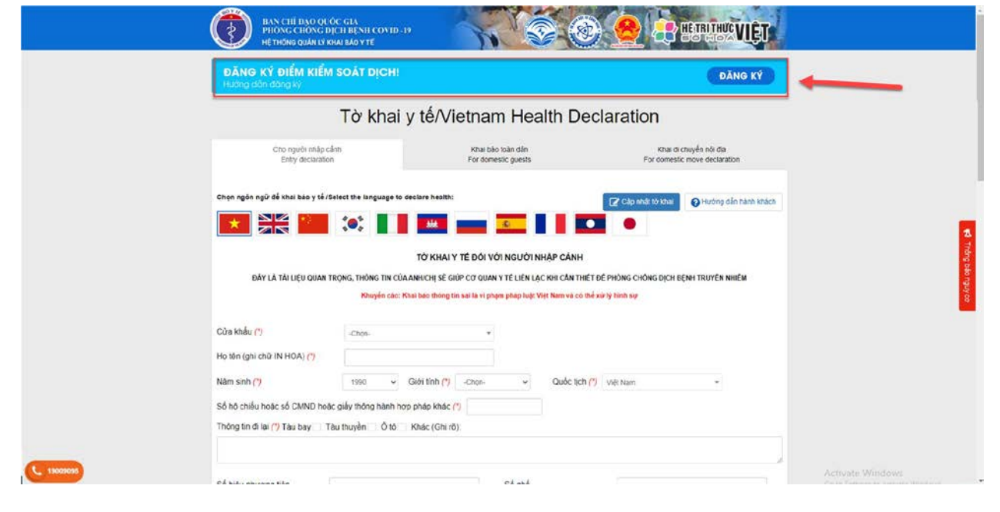 BAN CHỈ ĐẠO QUỐC GIA
PHÒNG CHỐNG DỊCH BỆNH COVID -19
HỆ THỐNG QUẢN LÝ KHAI BÁO Y TẾ
HỆ TRI THỨC VIỆT
SỐ HOÁ
ĐĂNG KÝ ĐIỂM KIỂM SOÁT DỊCH!
Hướng dẫn đăng ký
ĐĂNG KÝ
Tờ khai y tế/Vietnam Health Declaration
Cho người nhập cảnh
Entry declaration
Khai báo toàn dân
For domestic guests
Khai di chuyển nội địa
For domestic move declaration
Chọn ngôn ngữ để khai báo y tế /Select the language to declare health:
Cập nhật tờ khai
Hướng dẫn hành khách
TỜ KHAI Y TẾ ĐỐI VỚI NGƯỜI NHẬP CẢNH
ĐÂY LÀ TÀI LIỆU QUAN TRỌNG, THÔNG TIN CỦA ANH/CHỊ SẼ GIÚP CƠ QUAN Y TẾ LIÊN LẠC KHI CẦN THIẾT ĐỂ PHÒNG CHỐNG DỊCH BỆNH TRUYỀN NHIỄM
Khuyến cáo: Khai báo thông tin sai là vi phạm pháp luật Việt Nam và có thể xử lý hình sự
Cửa khẩu (*) -Chọn-
Họ tên (ghi chữ IN HOA) (*)
Năm sinh (*) 1990 Giới tính (*) -Chọn- Quốc tịch (*) Việt Nam
Số hộ chiếu hoặc số CMND hoặc giấy thông hành hợp pháp khác (*)
Thông tin đi lại (*) Tàu bay Tàu thuyền Ô tô Khác (Ghi rõ)
Thông báo nguy cơ
19009095
Activate Windows